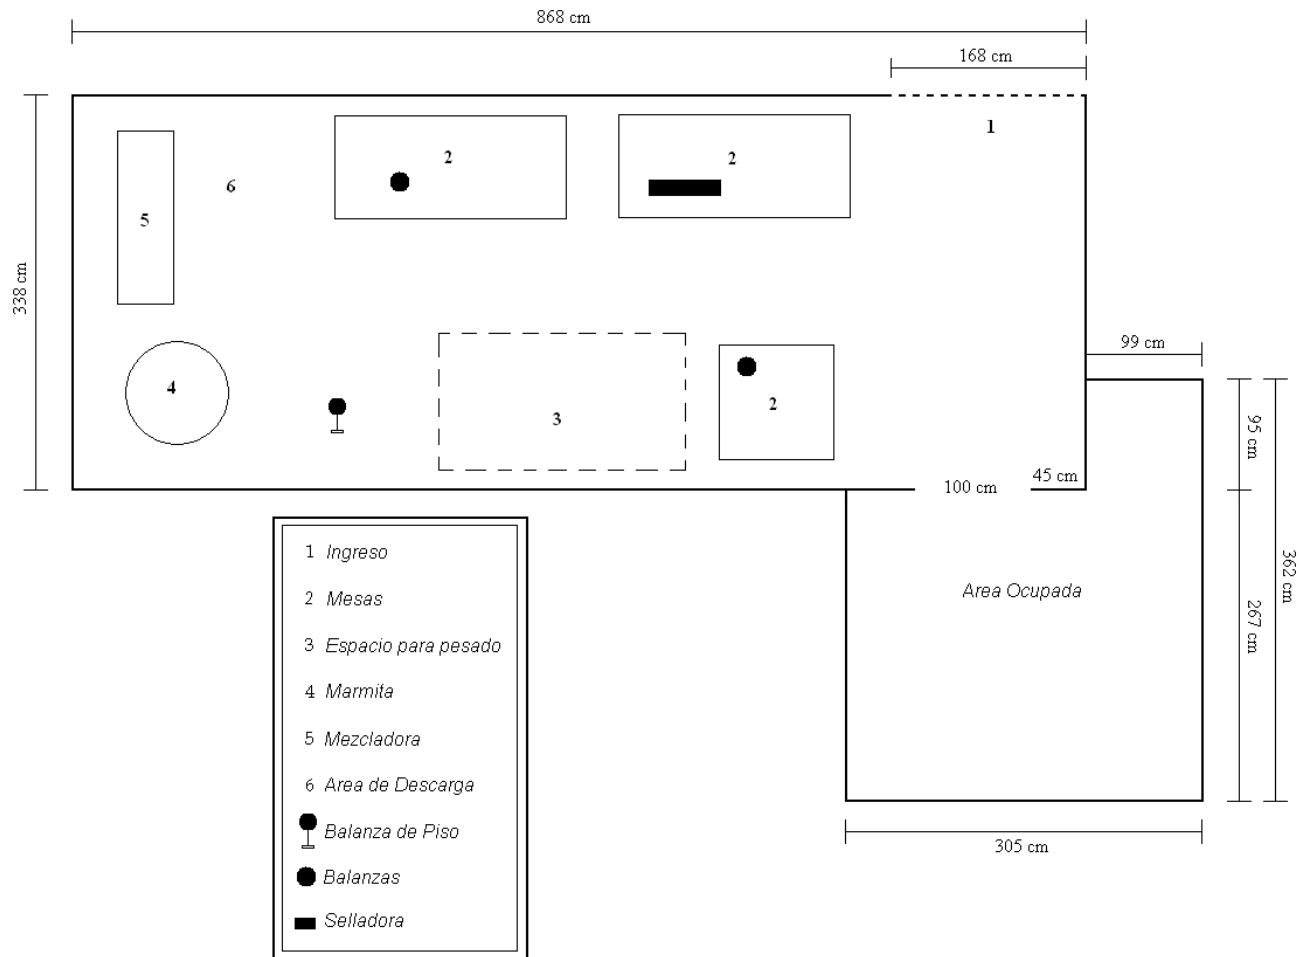 868 cm
168 cm
1
2
2
6
5
338 cm
99 cm
4
3
2
95 cm
45 cm
100 cm
362 cm
267 cm
Area Ocupada
305 cm
1 Ingreso
2 Mesas
3 Espacio para pesado
4 Marmita
5 Mezcladora
6 Area de Descarga
Balanza de Piso
Balanzas
Selladora